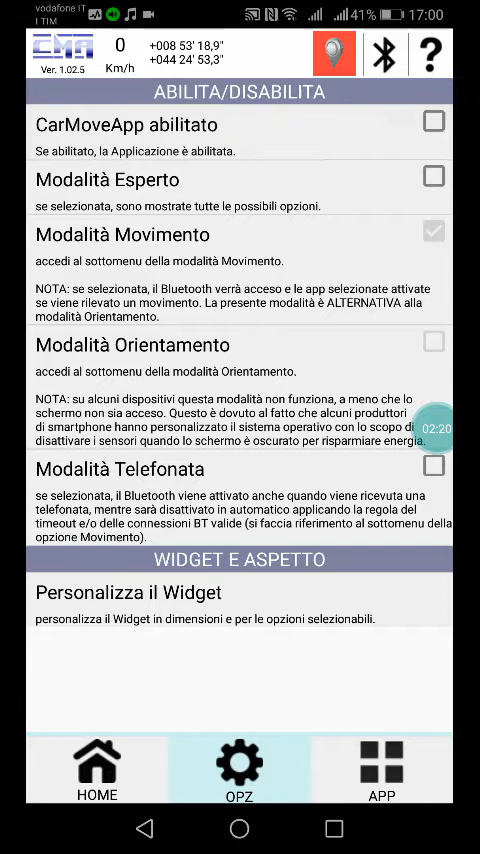 vodafone IT
I TIM
41% 17:00
CMA
Ver. 1.02.5
0
Km/h
+008 53' 18,9"
+044 24' 53,3"
?
ABILITA/DISABILITA
CarMoveApp abilitato
Se abilitato, la Applicazione è abilitata.
Modalità Esperto
se selezionata, sono mostrate tutte le possibili opzioni.
Modalità Movimento
accedi al sottomenu della modalità Movimento.
NOTA: se selezionata, il Bluetooth verrà acceso e le app selezionate attivate
se viene rilevato un movimento. La presente modalità è ALTERNATIVA alla
modalità Orientamento.
Modalità Orientamento
accedi al sottomenu della modalità Orientamento.
NOTA: su alcuni dispositivi questa modalità non funziona, a meno che lo
schermo non sia acceso. Questo è dovuto al fatto che alcuni produttori
di smartphone hanno personalizzato il sistema operativo con lo scopo di
disattivare i sensori quando lo schermo è oscurato per risparmiare energia.
02:20
Modalità Telefonata
se selezionata, il Bluetooth viene attivato anche quando viene ricevuta una
telefonata, mentre sarà disattivato in automatico applicando la regola del
timeout e/o delle connessioni BT valide (si faccia riferimento al sottomenu della
opzione Movimento).
WIDGET E ASPETTO
Personalizza il Widget
personalizza il Widget in dimensioni e per le opzioni selezionabili.
HOME
OPZ
APP